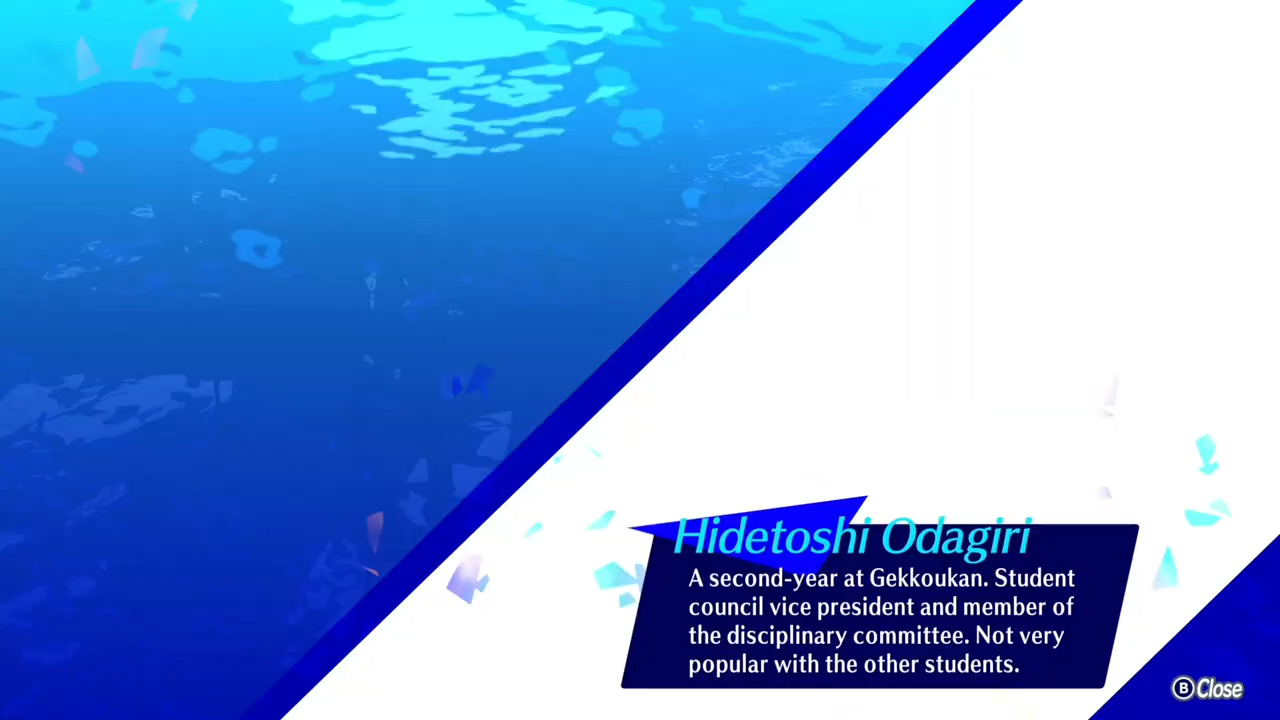 Hidetoshi Odagiri
A second-year at Gekkoukan. Student
council vice president and member of
the disciplinary committee. Not very
popular with the other students.
B Close